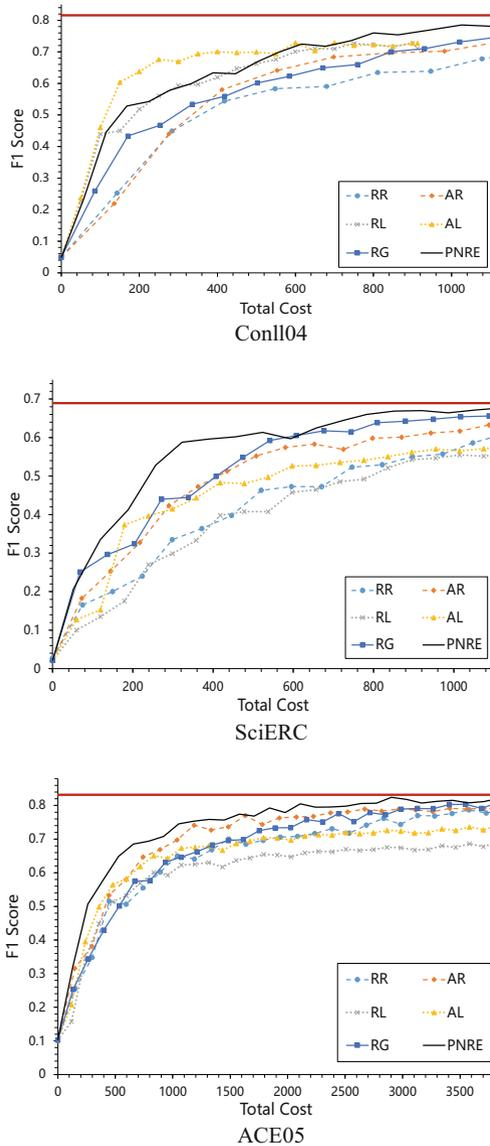 0.8
0.7
0.6
0.5
0.4
0.3
0.2
0.1
0
F1 Score
RR AR
RL AL
RG PNRE
0 200 400 600 800 1000
Total Cost
Conll04
0.7
0.6
0.5
0.4
0.3
0.2
0.1
0
F1 Score
RR AR
RL AL
RG PNRE
0 200 400 600 800 1000
Total Cost
SciERC
0.8
0.7
0.6
0.5
0.4
0.3
0.2
0.1
0
F1 Score
RR AR
RL AL
RG PNRE
0 500 1000 1500 2000 2500 3000 3500
Total Cost
ACE05